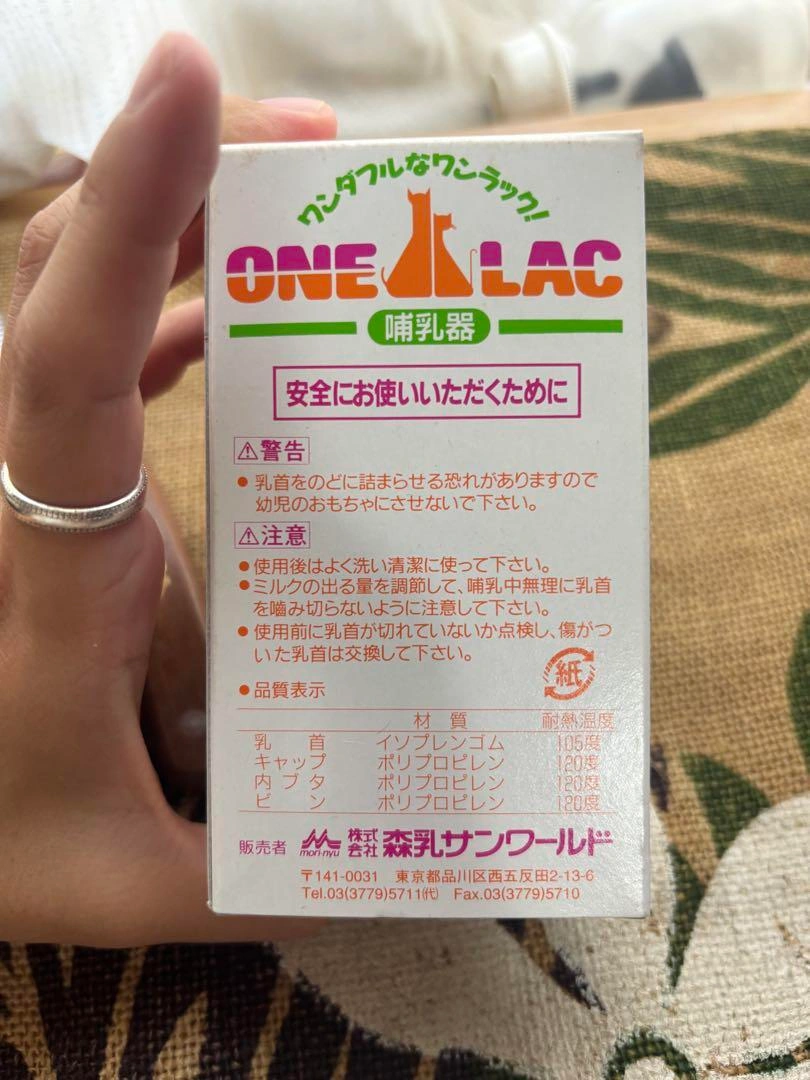 ワンダフルなワンラック!
ONE LAC
哺乳器
安全にお使いいただくために
⚠警告
●乳首をのどに詰まらせる恐れがありますので
幼児のおもちゃにさせないで下さい。
⚠注意
●使用後はよく洗い清潔に使って下さい。
●ミルクの出る量を調節して、哺乳中無理に乳首
を嚙み切らないように注意して下さい。
●使用前に乳首が切れていないか点検し、傷がつ
いた乳首は交換して下さい。
紙
●品質表示
材質 耐熱温度
乳首 イソプレンゴム 105度
キャップ ポリプロピレン 120度
内ブタ ポリプロピレン 120度
ビン ポリプロピレン 120度
販売者 mori-nyu 株式会社 森乳サンワールド
〒141-0031 東京都品川区西五反田2-13-6
Tel.03(3779)5711㈹ Fax.03(3779)5710